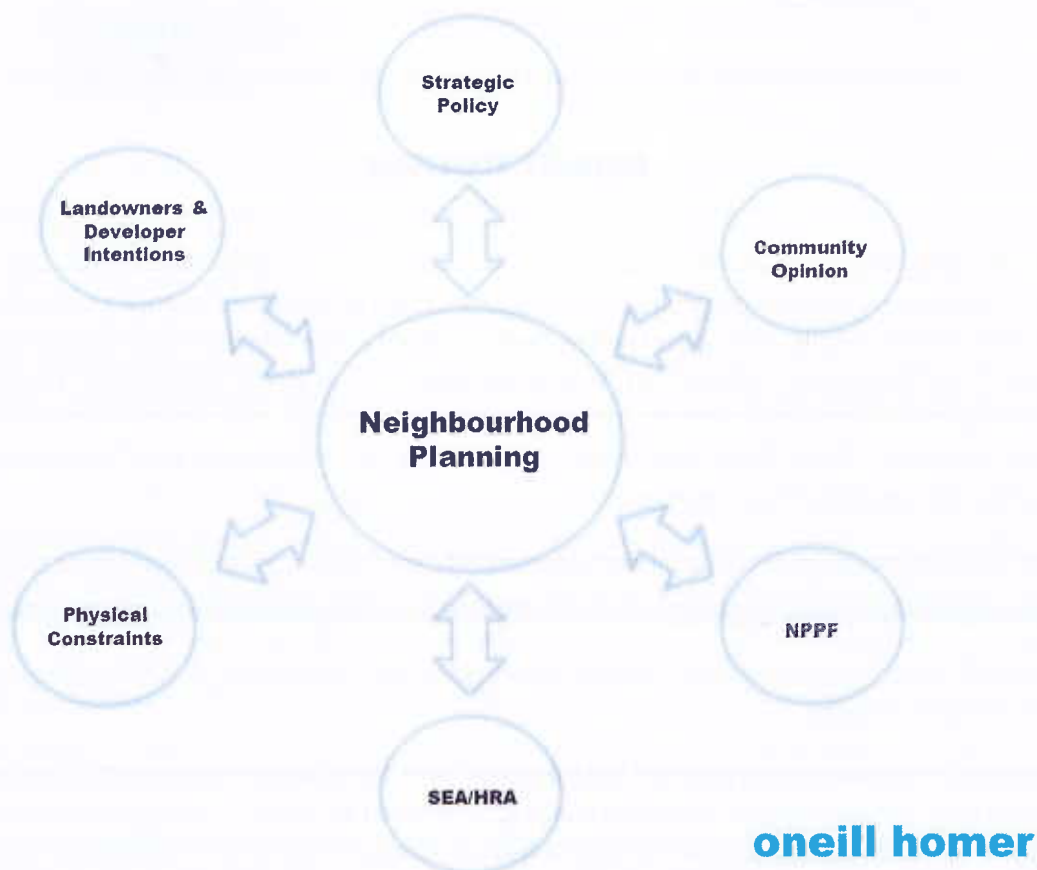 Strategic
Policy
Landowners &
Developer
Intentions
Community
Opinion
Neighbourhood
Planning
Physical
Constraints
NPPF
SEA/HRA
oneill homer